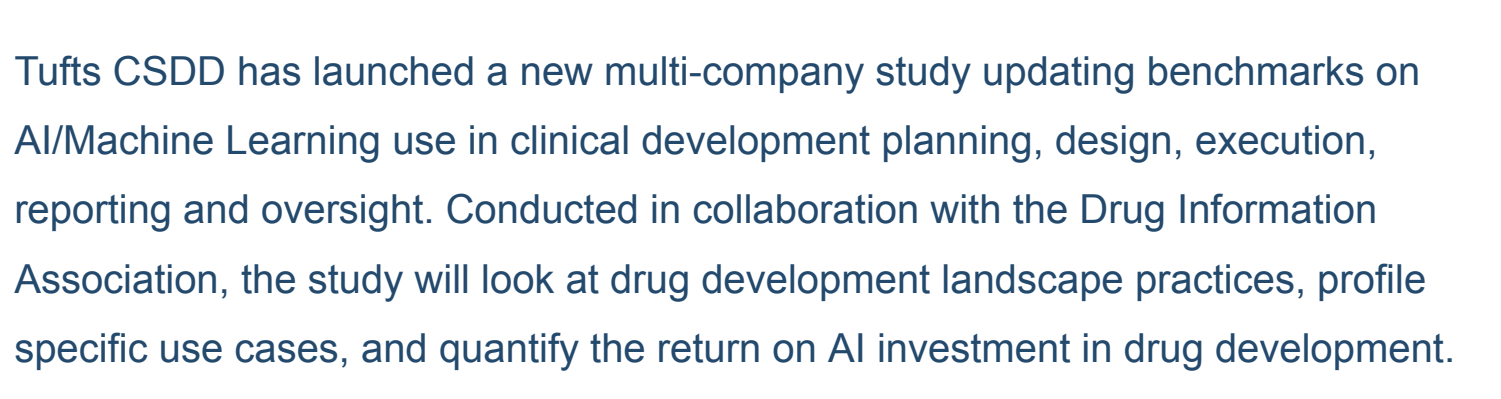 Tufts CSDD has launched a new multi-company study updating benchmarks on
AI/Machine Learning use in clinical development planning, design, execution,
reporting and oversight. Conducted in collaboration with the Drug Information
Association, the study will look at drug development landscape practices, profile
specific use cases, and quantify the return on AI investment in drug development.